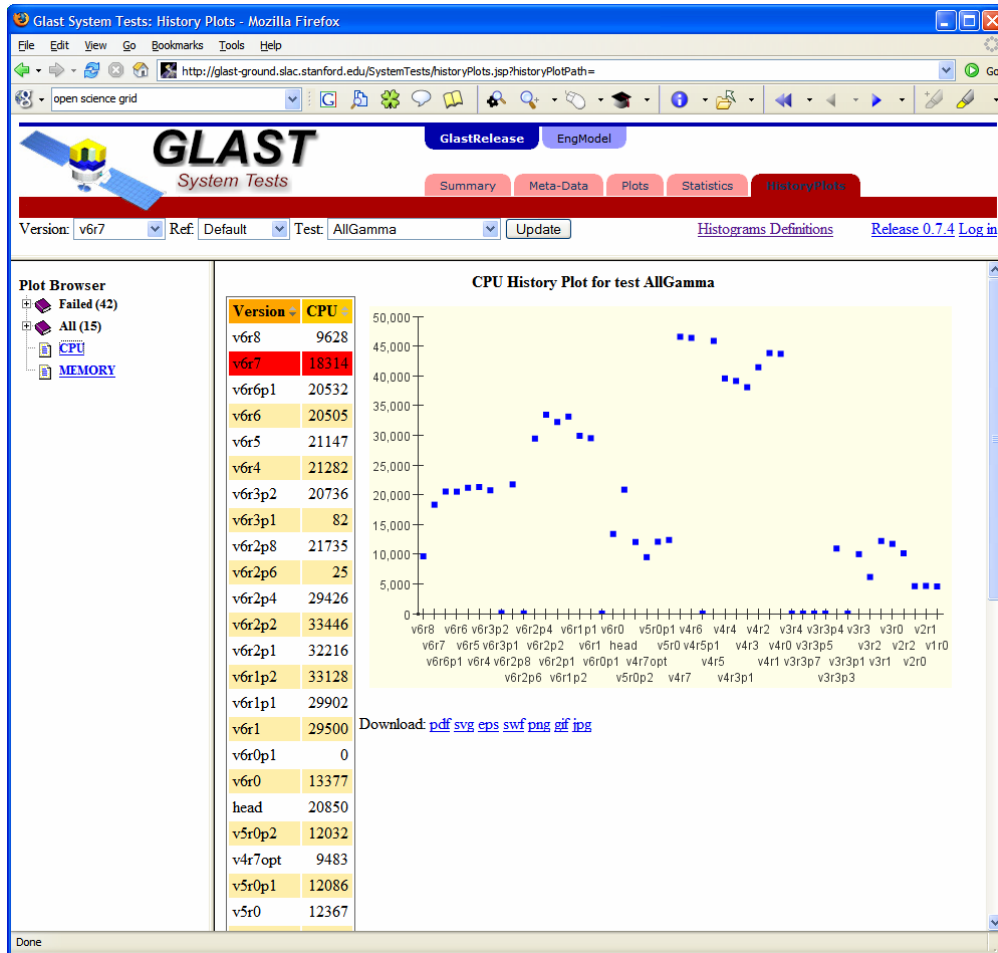 Glast System Tests: History Plots - Mozilla Firefox
File Edit View Go Bookmarks Tools Help
http://glast-ground.slac.stanford.edu/SystemTests/historyPlots.jsp?historyPlotPath= Go
open science grid
GLAST
System Tests
GlastRelease EngModel
Summary Meta-Data Plots Statistics HistoryPlots
Version: v6r7 Ref: Default Test: AllGamma Update Histograms Definitions Release 0.7.4 Log in
Plot Browser
Failed (42)
All (15)
CPU
MEMORY
Version CPU
v6r8 9628
v6r7 18314
v6r6p1 20532
v6r6 20505
v6r5 21147
v6r4 21282
v6r3p2 20736
v6r3p1 82
v6r2p8 21735
v6r2p6 25
v6r2p4 29426
v6r2p2 33446
v6r2p1 32216
v6r1p2 33128
v6r1p1 29902
v6r1 29500
v6r0p1 0
v6r0 13377
head 20850
v5r0p2 12032
v4r7opt 9483
v5r0p1 12086
v5r0 12367
CPU History Plot for test AllGamma
50,000
45,000
40,000
35,000
30,000
25,000
20,000
15,000
10,000
5,000
0
v6r8 v6r6 v6r3p2 v6r2p4 v6r1p1 v6r0 v5r0p1 v4r6 v4r4 v4r2 v3r4 v3r3p4 v3r3 v3r0 v2r1
v6r7 v6r5 v6r3p1 v6r2p2 v6r1 head v5r0 v4r5p1 v4r3 v4r0 v3r3p5 v3r2 v2r2 v1r0
v6r6p1 v6r4 v6r2p8 v6r2p1 v6r0p1 v4r7opt v4r5 v4r1 v3r3p7 v3r3p1 v3r1 v2r0
v6r2p6 v6r1p2 v5r0p2 v4r7 v4r3p1 v3r3p3
Download: pdf svg eps swf png gif jpg
Done